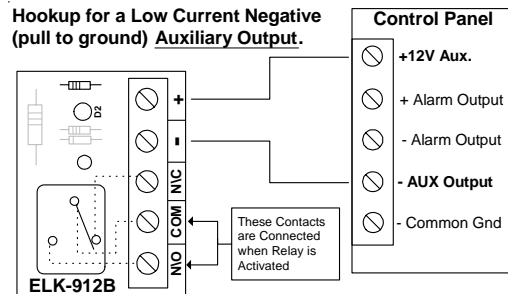 Hookup for a Low Current Negative
(pull to ground) Auxiliary Output.
D2
+
-
N\C
COM
N\O
ELK-912B
These Contacts
are Connected
when Relay is
Activated
Control Panel
+12V Aux.
+ Alarm Output
- Alarm Output
- AUX Output
- Common Gnd